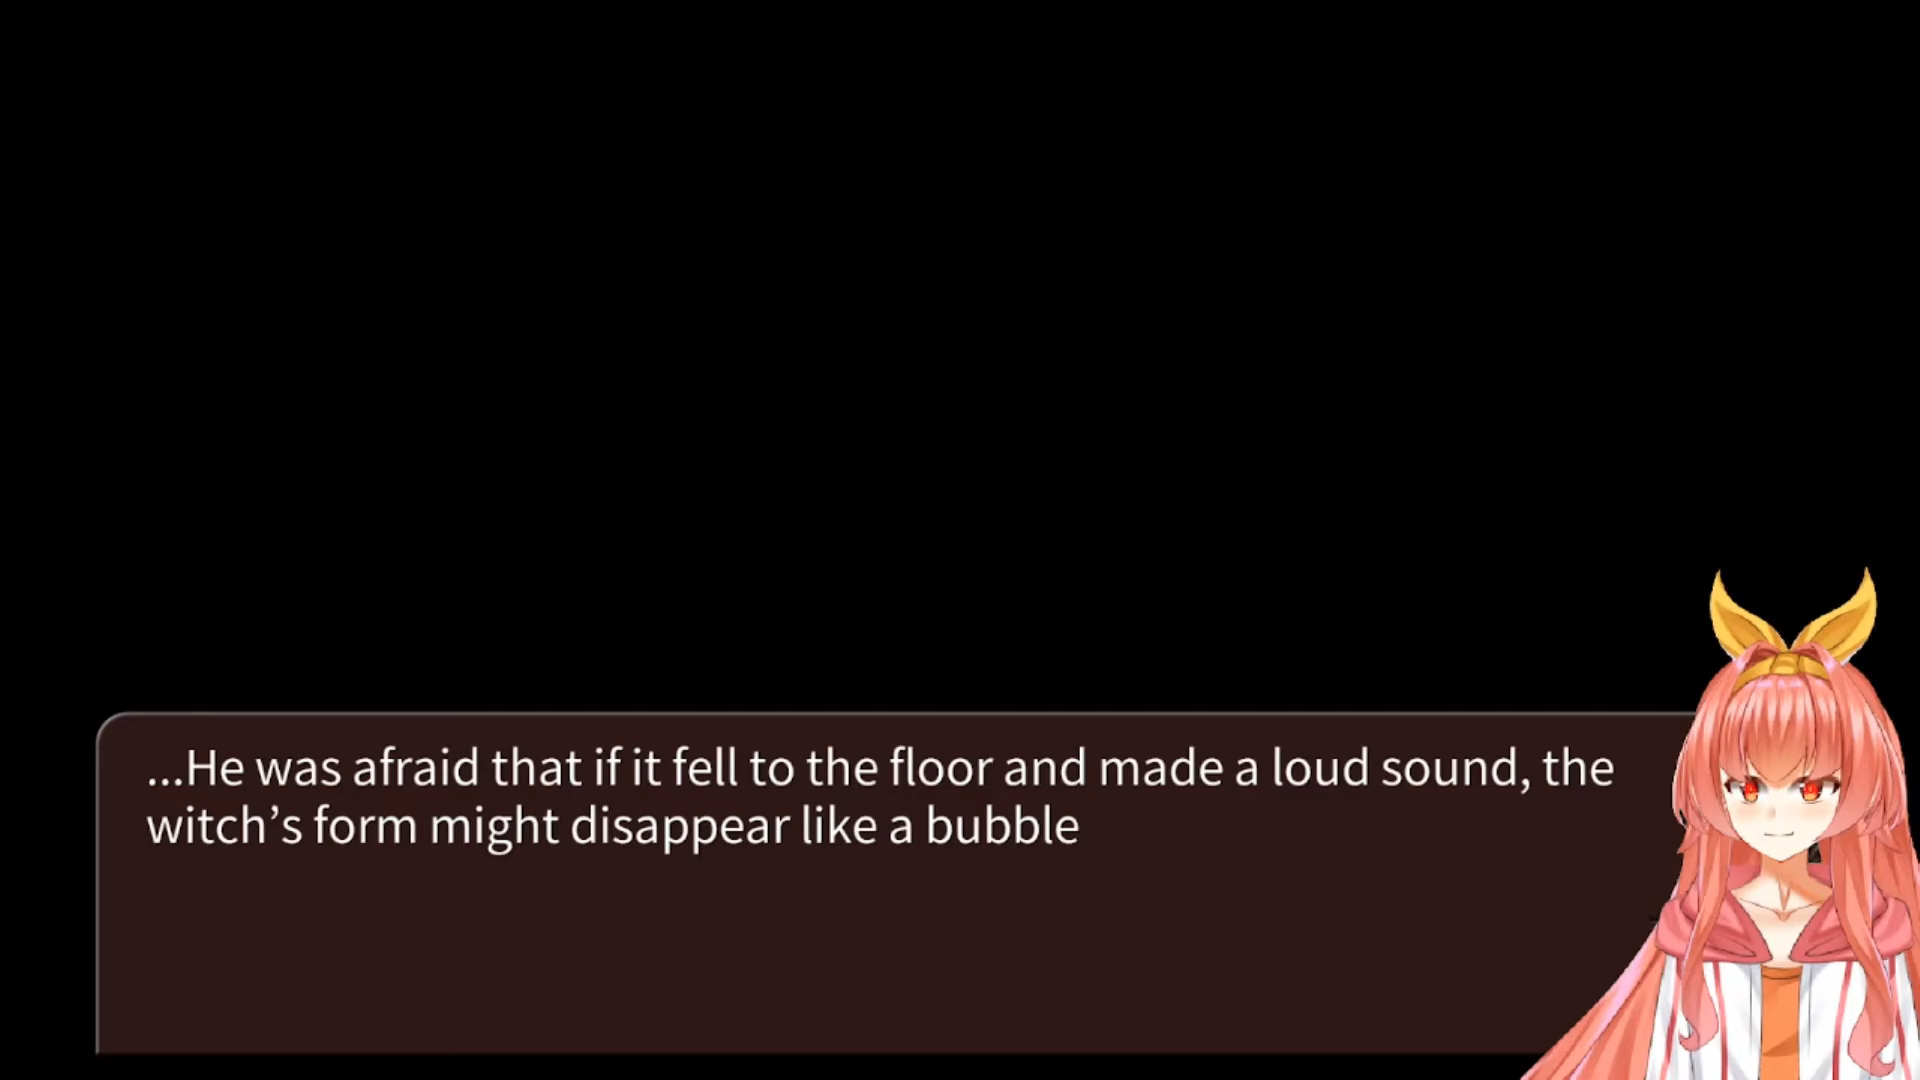 ...He was afraid that if it fell to the floor and made a loud sound, the
witch’s form might disappear like a bubble